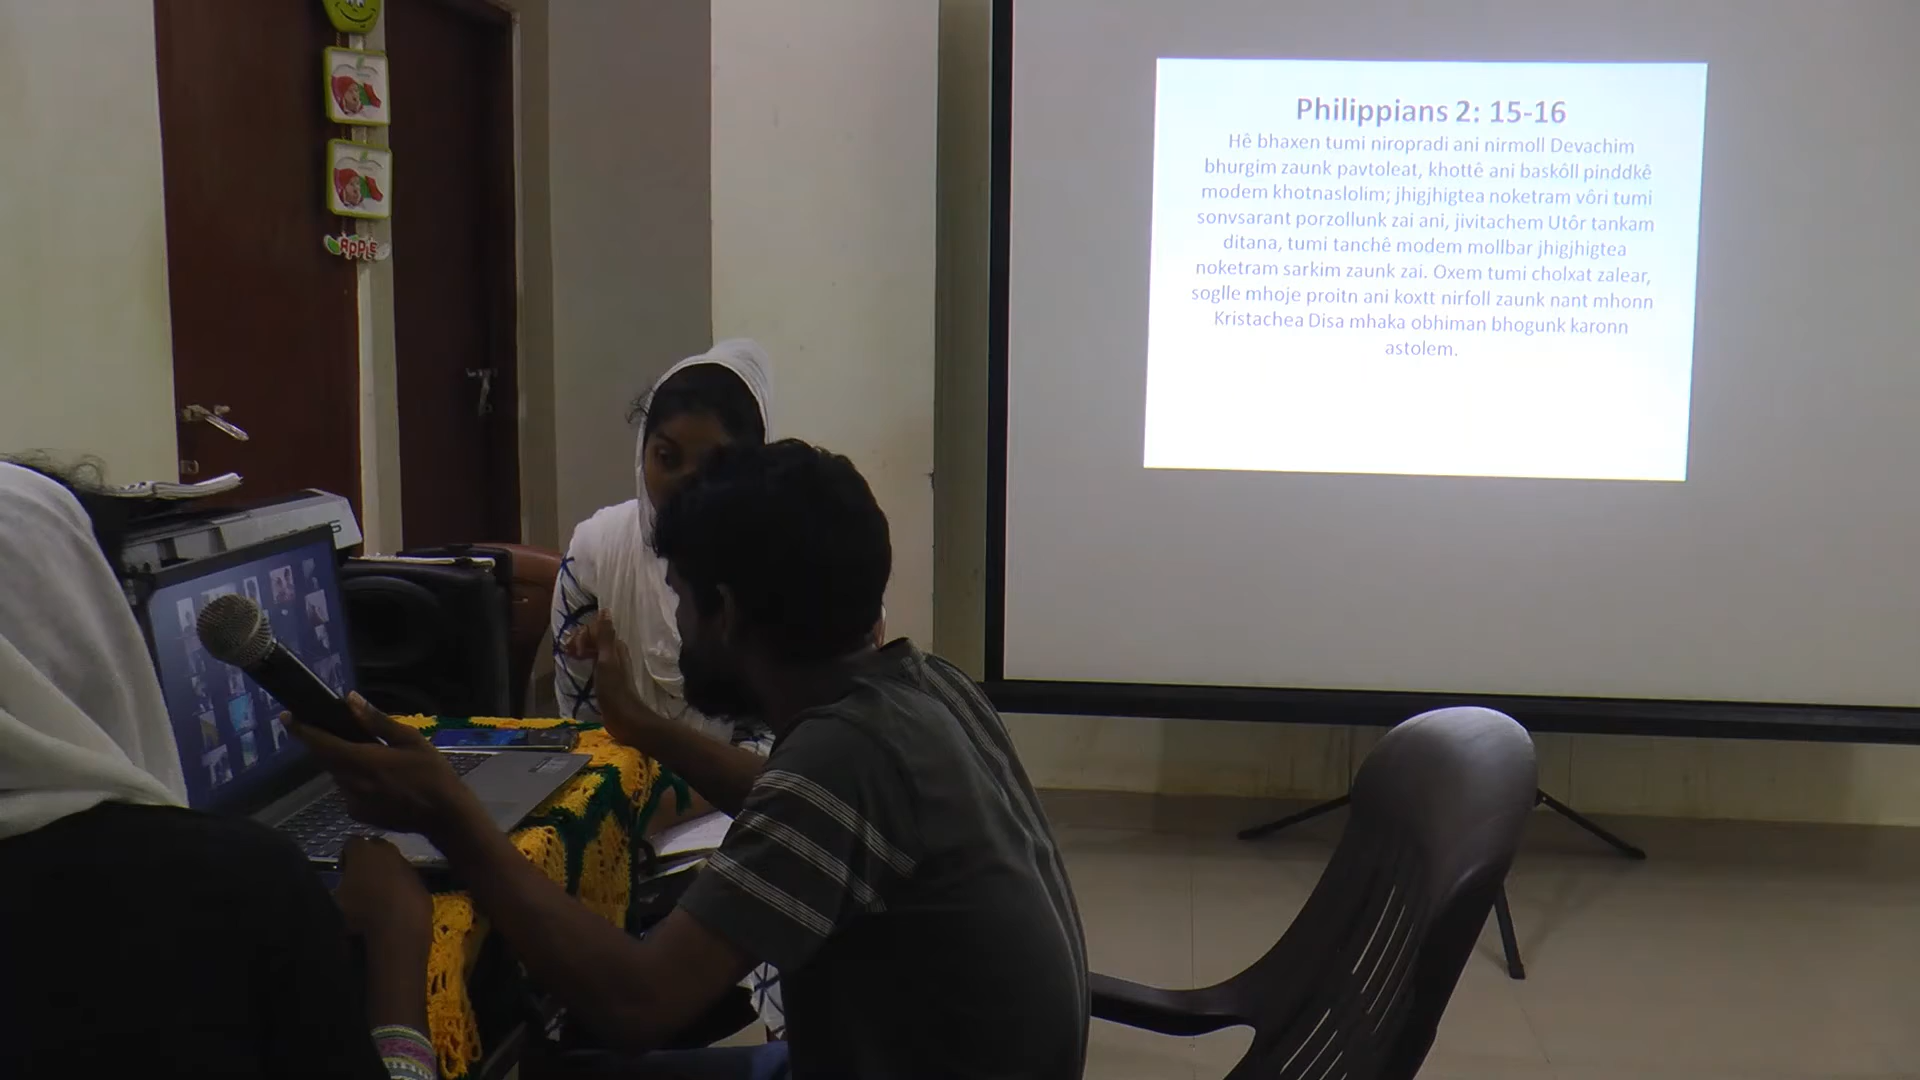 APPLE
Philippians 2: 15-16
Hê bhaxen tumi niropradi ani nirmoll Devachim
bhurgim zaunk pavtoleat, khottê ani baskôll pinddkê
modem khotnaslolim; jhigjhigtea noketram vôri tumi
sonvsarant porzollunk zai ani, jivitachem Utôr tankam
ditana, tumi tanchê modem mollbar jhigjhigtea
noketram sarkim zaunk zai. Oxem tumi cholxat zalear,
soglle mhoje proitn ani koxtt nirfoll zaunk nant mhonn
Kristachea Disa mhaka obhiman bhogunk karonn
astolem.